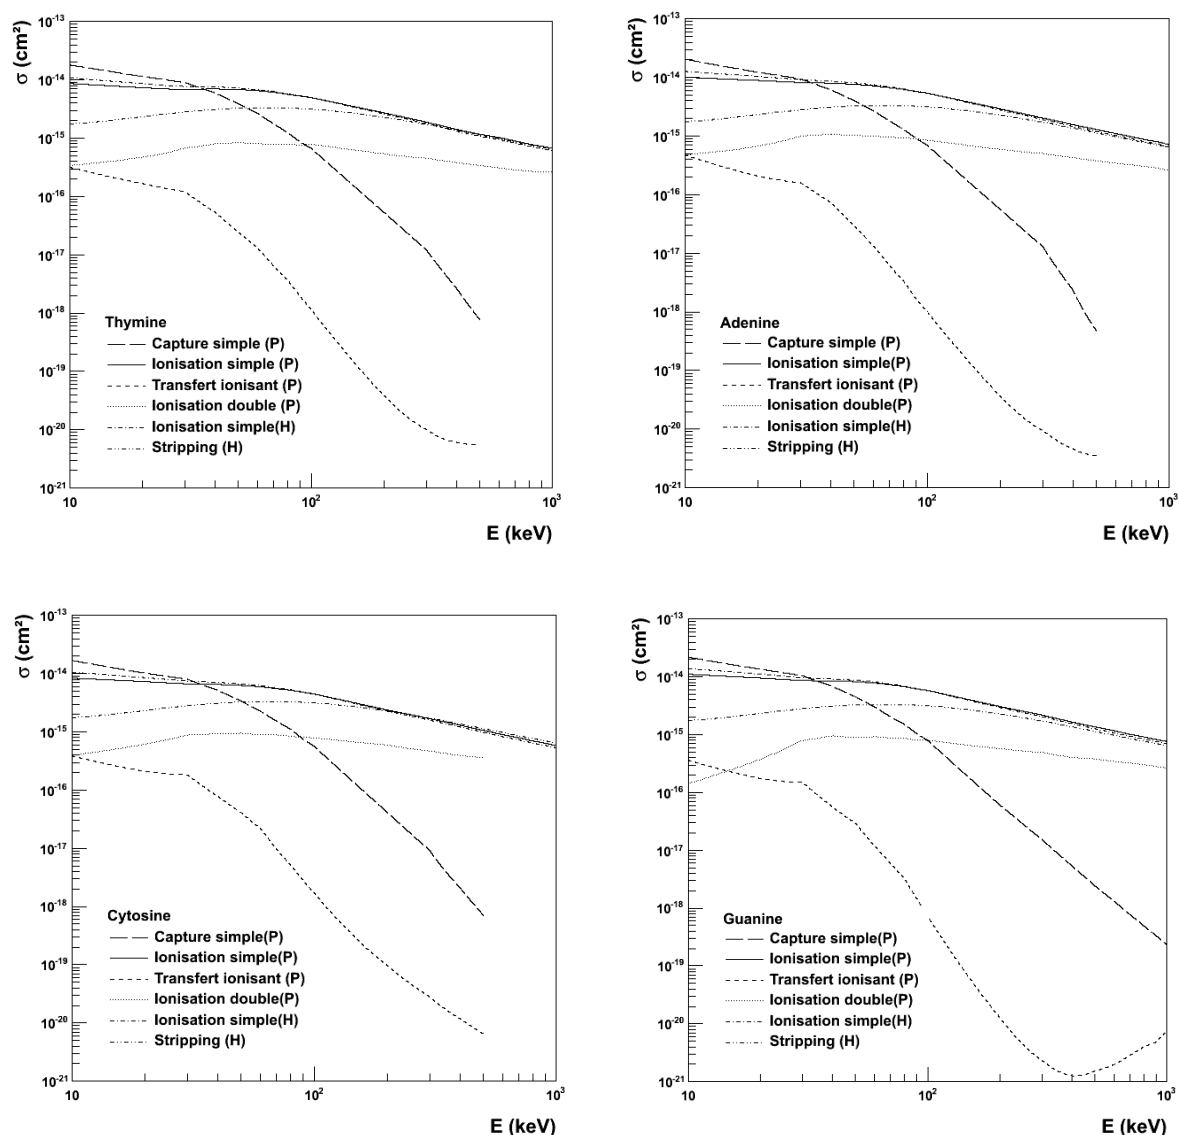 σ (cm²)
10-13
10-14
10-15
10-16
10-17
10-18
10-19
10-20
10-21
Thymine
Capture simple (P)
Ionisation simple (P)
Transfert ionisant (P)
Ionisation double (P)
Ionisation simple(H)
Stripping (H)
10
10²
10³
E (keV)
σ (cm²)
10-13
10-14
10-15
10-16
10-17
10-18
10-19
10-20
10-21
Adenine
Capture simple (P)
Ionisation simple(P)
Transfert ionisant (P)
Ionisation double(P)
Ionisation simple(H)
Stripping (H)
10
10²
10³
E (keV)
σ (cm²)
10-13
10-14
10-15
10-16
10-17
10-18
10-19
10-20
10-21
Cytosine
Capture simple(P)
Ionisation simple(P)
Transfert ionisant (P)
Ionisation double(P)
Ionisation simple(H)
Stripping (H)
10
10²
10³
E (keV)
σ (cm²)
10-13
10-14
10-15
10-16
10-17
10-18
10-19
10-20
10-21
Guanine
Capture simple(P)
Ionisation simple(P)
Transfert ionisant (P)
Ionisation double(P)
Ionisation simple(H)
Stripping (H)
10
10²
10³
E (keV)